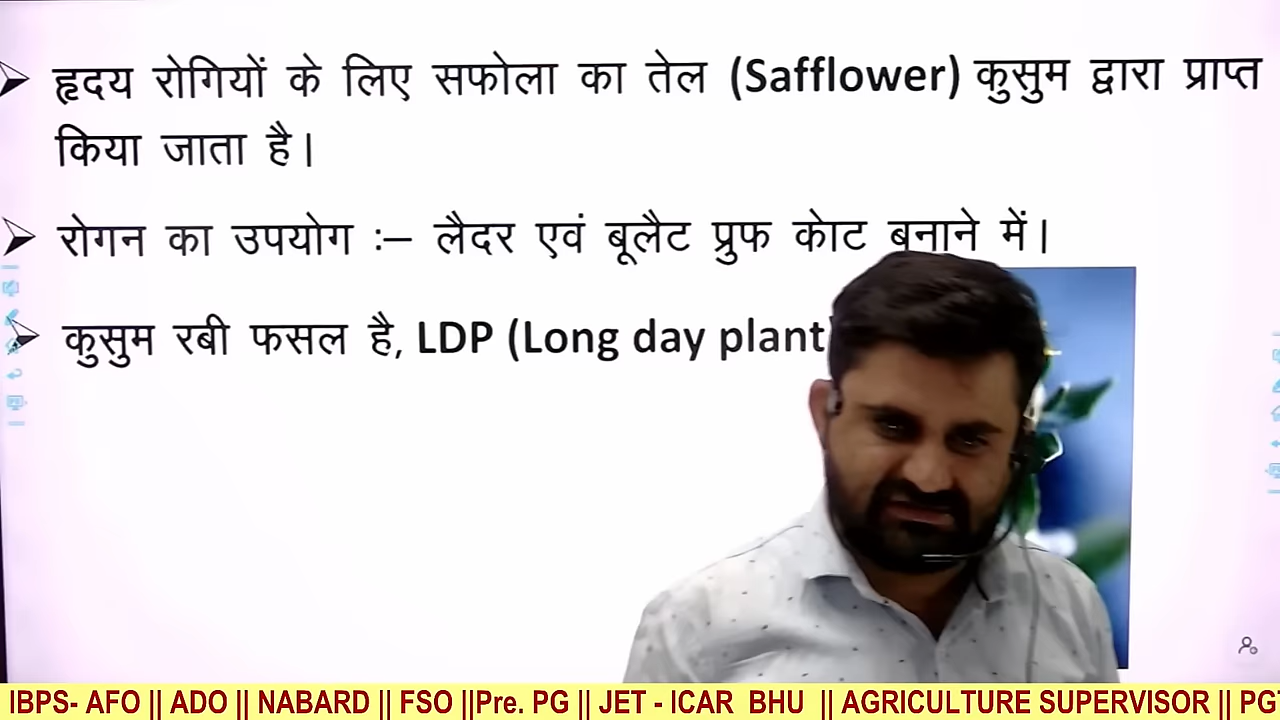 हृदय रोगियों के लिए सफोला का तेल (Safflower) कुसुम द्वारा प्राप्त
किया जाता है।
रोगन का उपयोग :– लैदर एवं बूलैट प्रुफ कोट बनाने में।
कुसुम रबी फसल है, LDP (Long day plant)
IBPS- AFO || ADO || NABARD || FSO ||Pre. PG || JET - ICAR BHU || AGRICULTURE SUPERVISOR ||